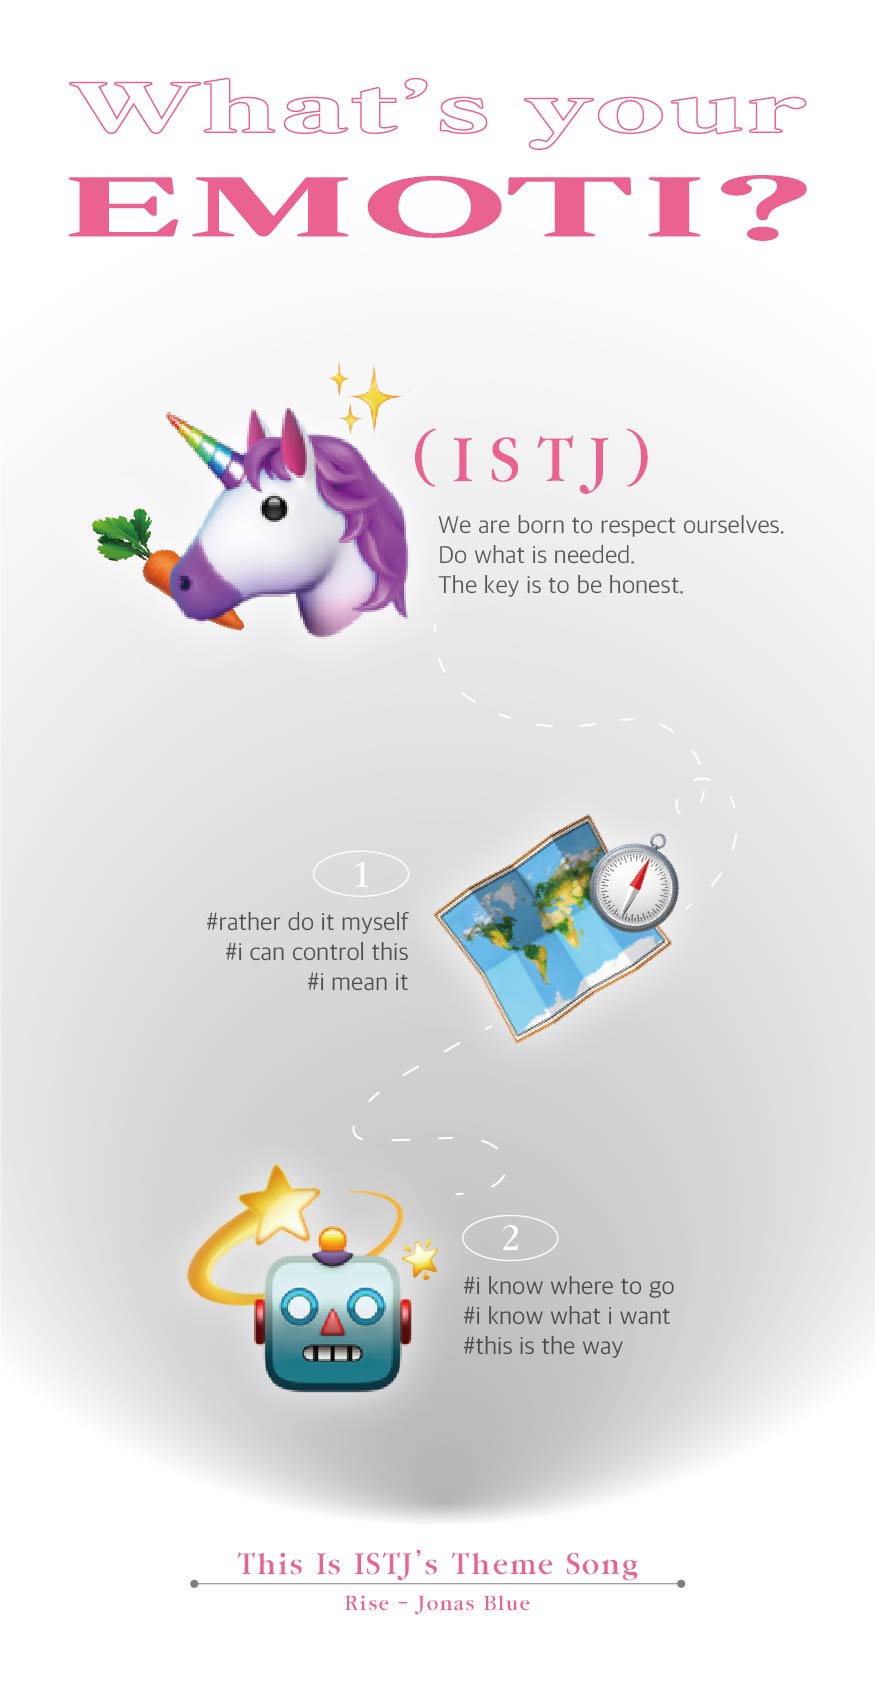 What's your
EMOTI?
(ISTJ)
We are born to respect ourselves.
Do what is needed.
The key is to be honest.
1
#rather do it myself
#i can control this
#i mean it
2
#i know where to go
#i know what i want
#this is the way
This Is ISTJ's Theme Song
Rise - Jonas Blue